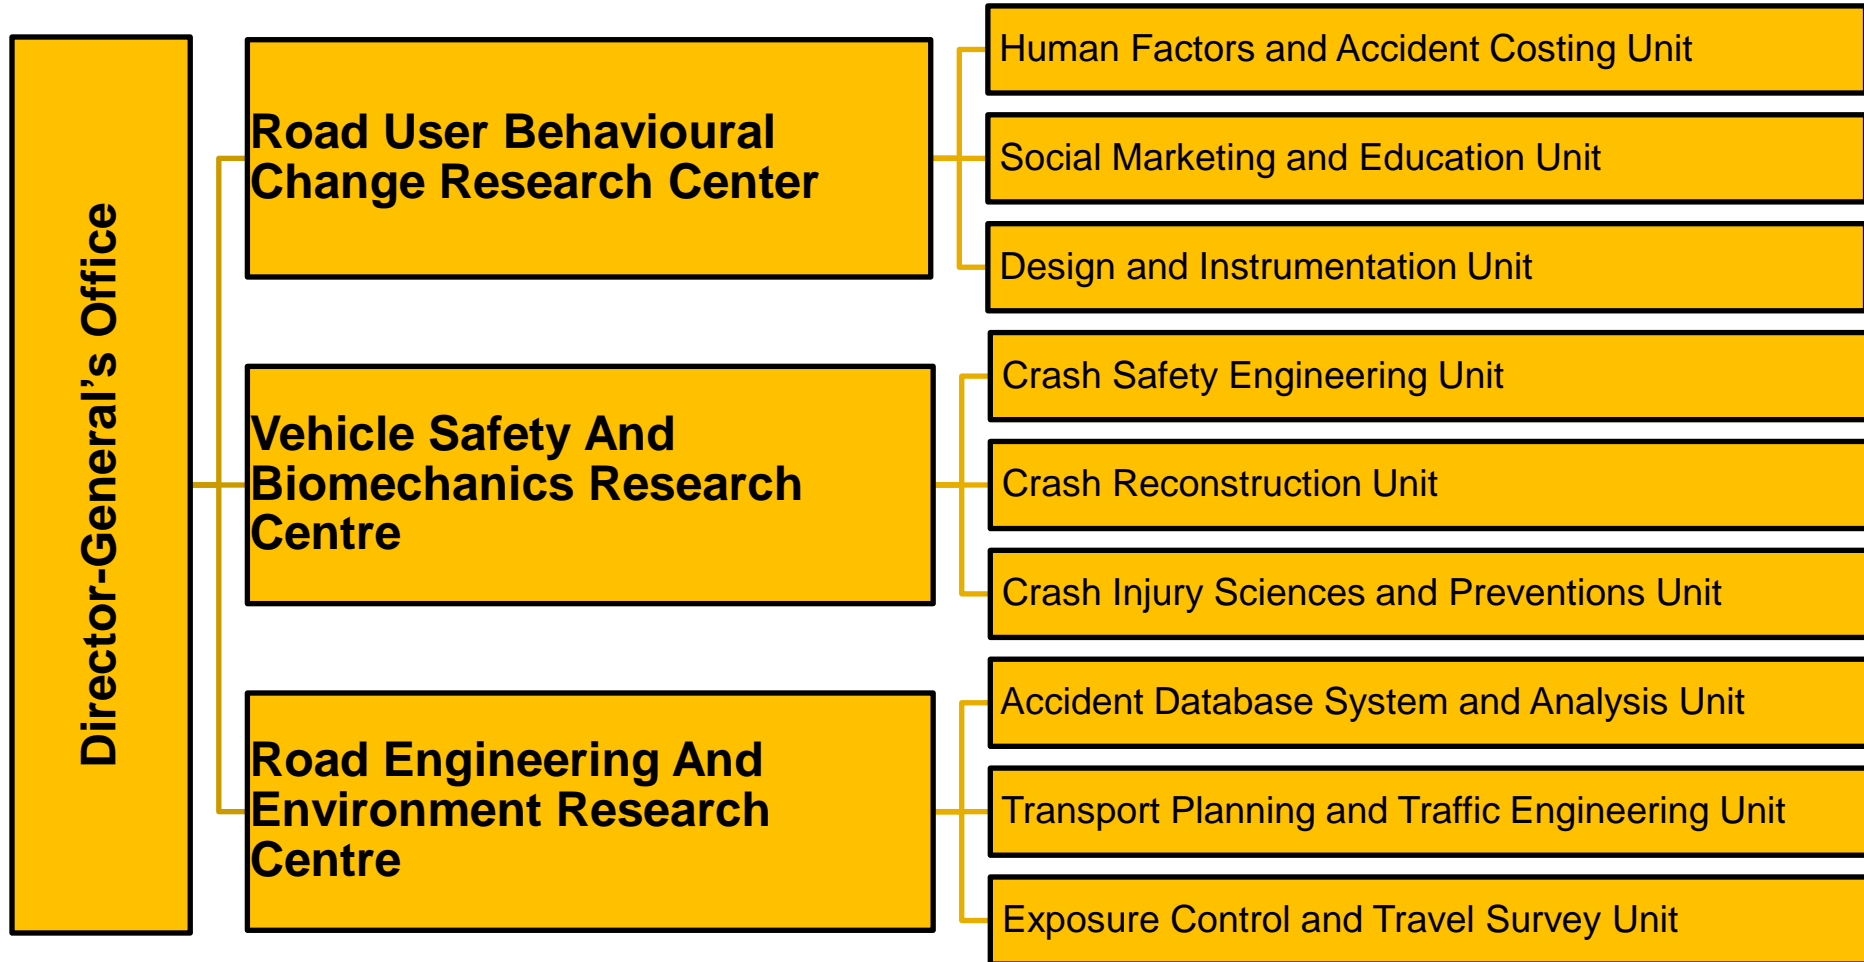 Director-General’s Office
Road User Behavioural
Change Research Center
Human Factors and Accident Costing Unit
Social Marketing and Education Unit
Design and Instrumentation Unit
Vehicle Safety And
Biomechanics Research
Centre
Crash Safety Engineering Unit
Crash Reconstruction Unit
Crash Injury Sciences and Preventions Unit
Road Engineering And
Environment Research
Centre
Accident Database System and Analysis Unit
Transport Planning and Traffic Engineering Unit
Exposure Control and Travel Survey Unit